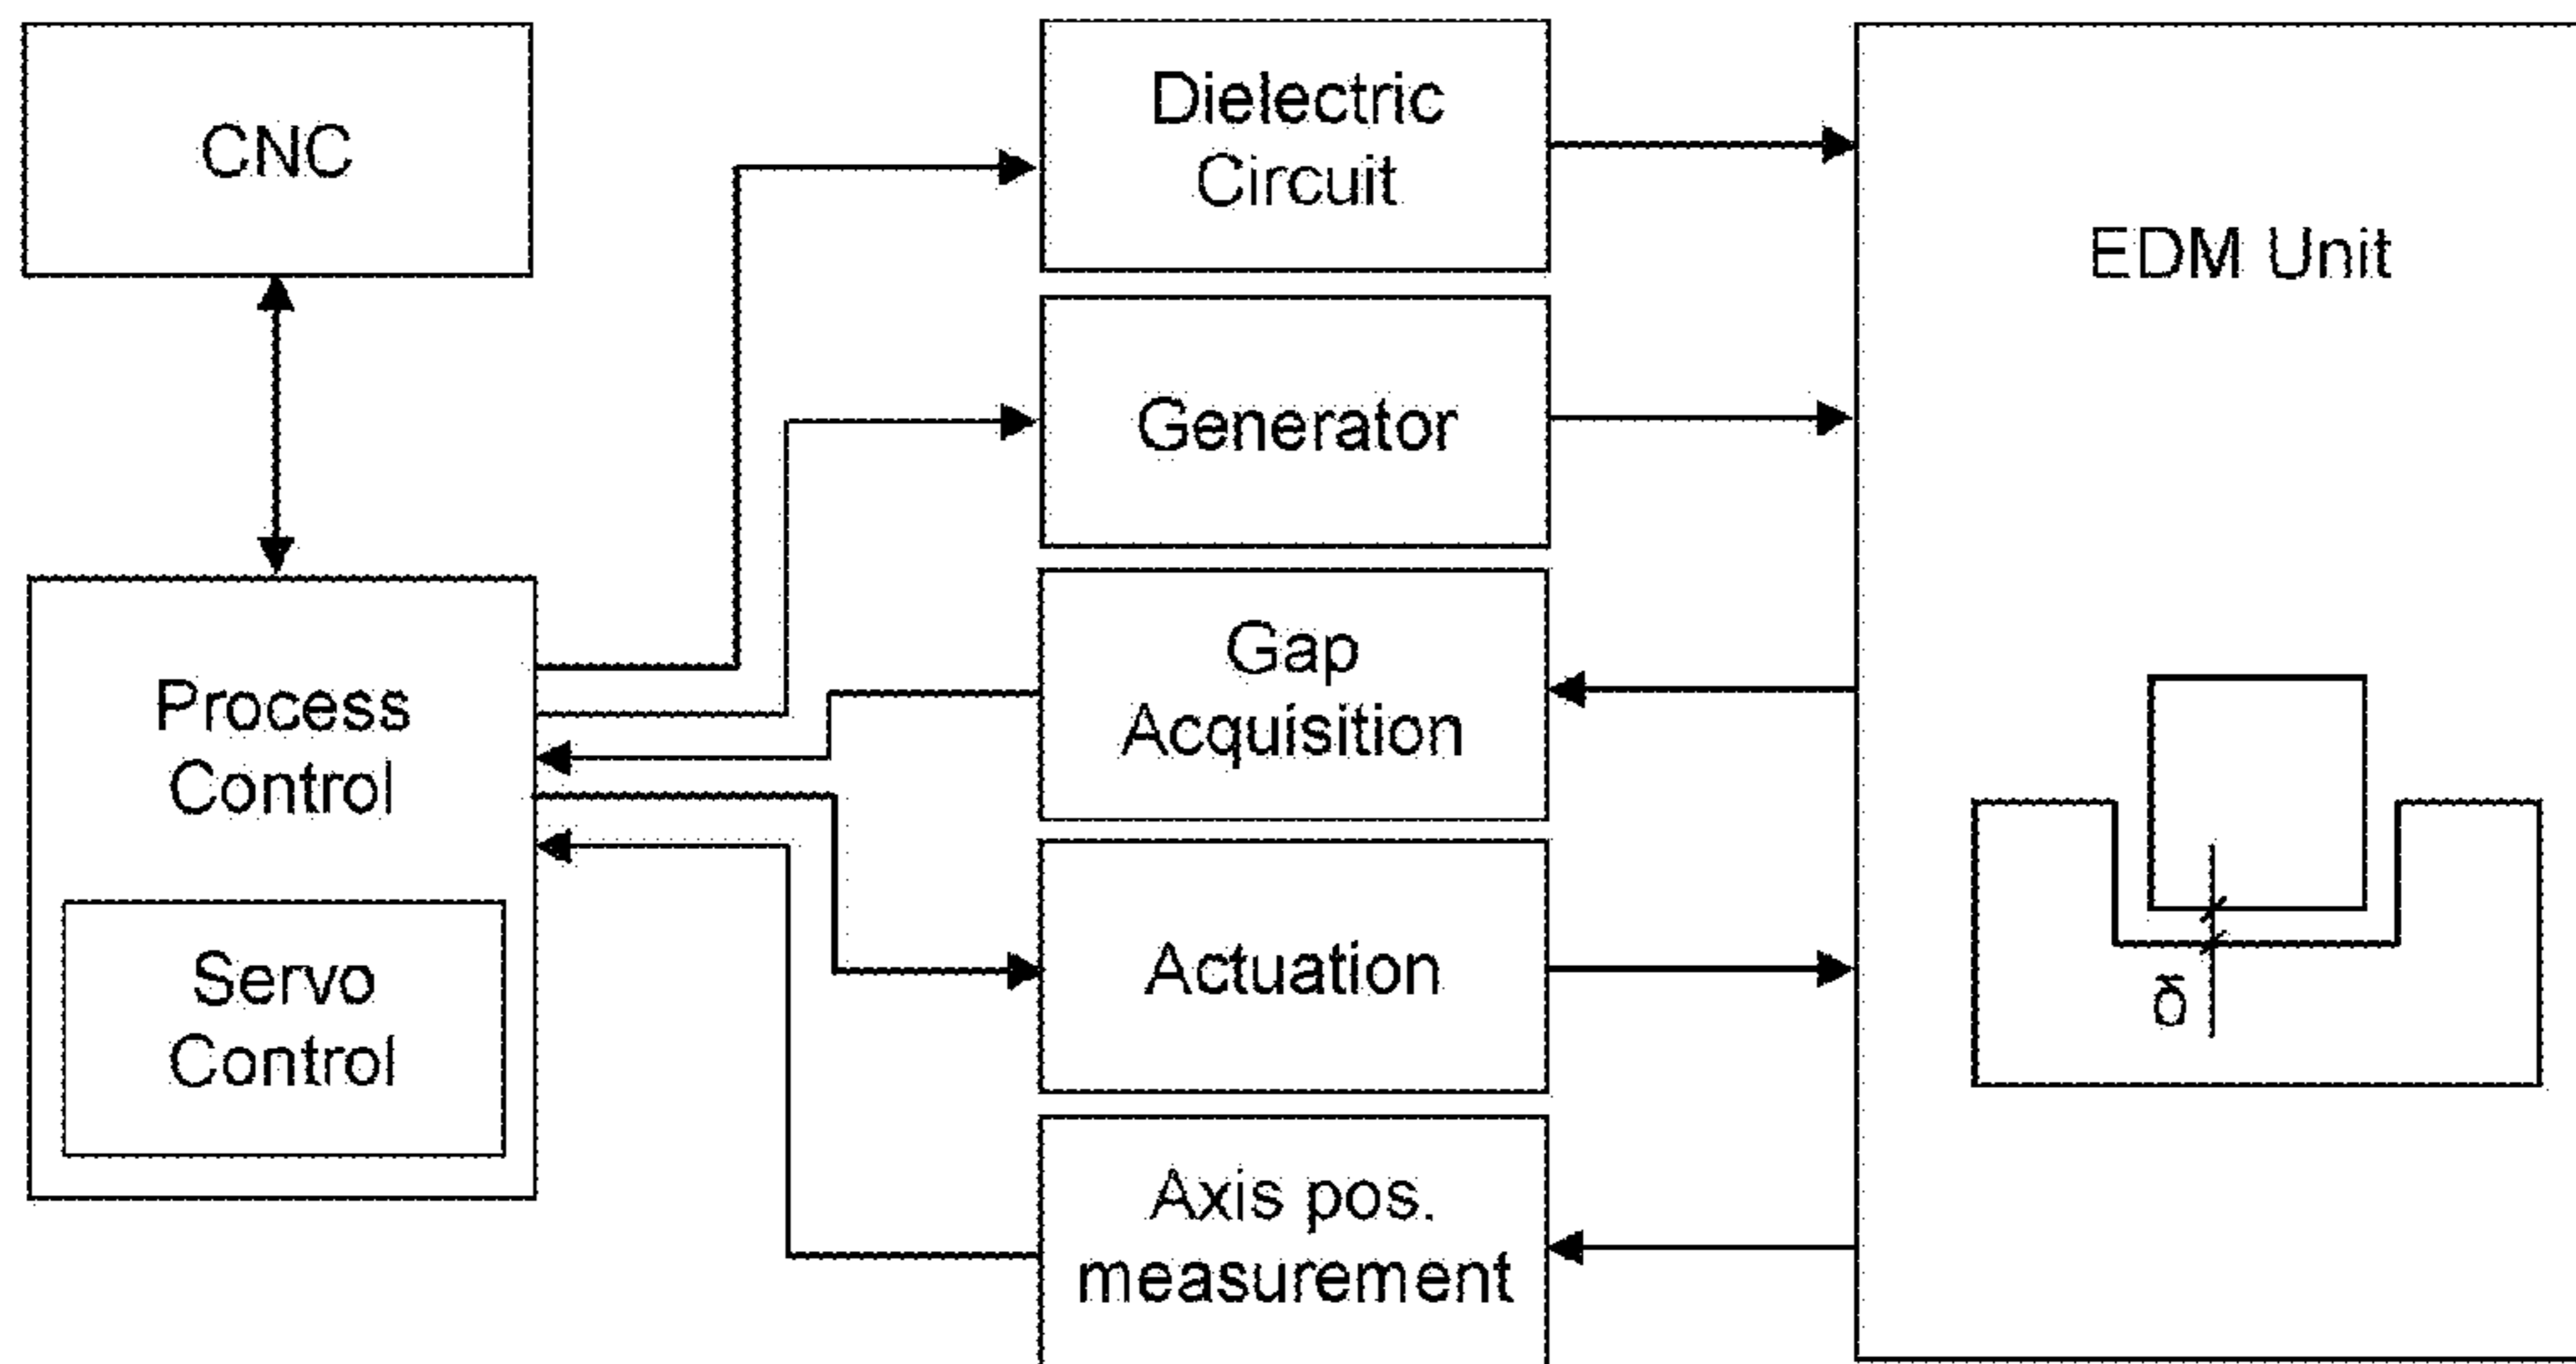 CNC
Process
Control
Servo
Control
Dielectric
Circuit
Generator
Gap
Acquisition
Actuation
Axis pos.
measurement
EDM Unit
δ